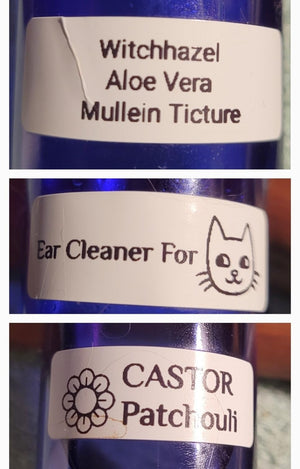 Witchhazel
Aloe Vera
Mullein Ticture
Ear Cleaner For
CASTOR
Patchouli